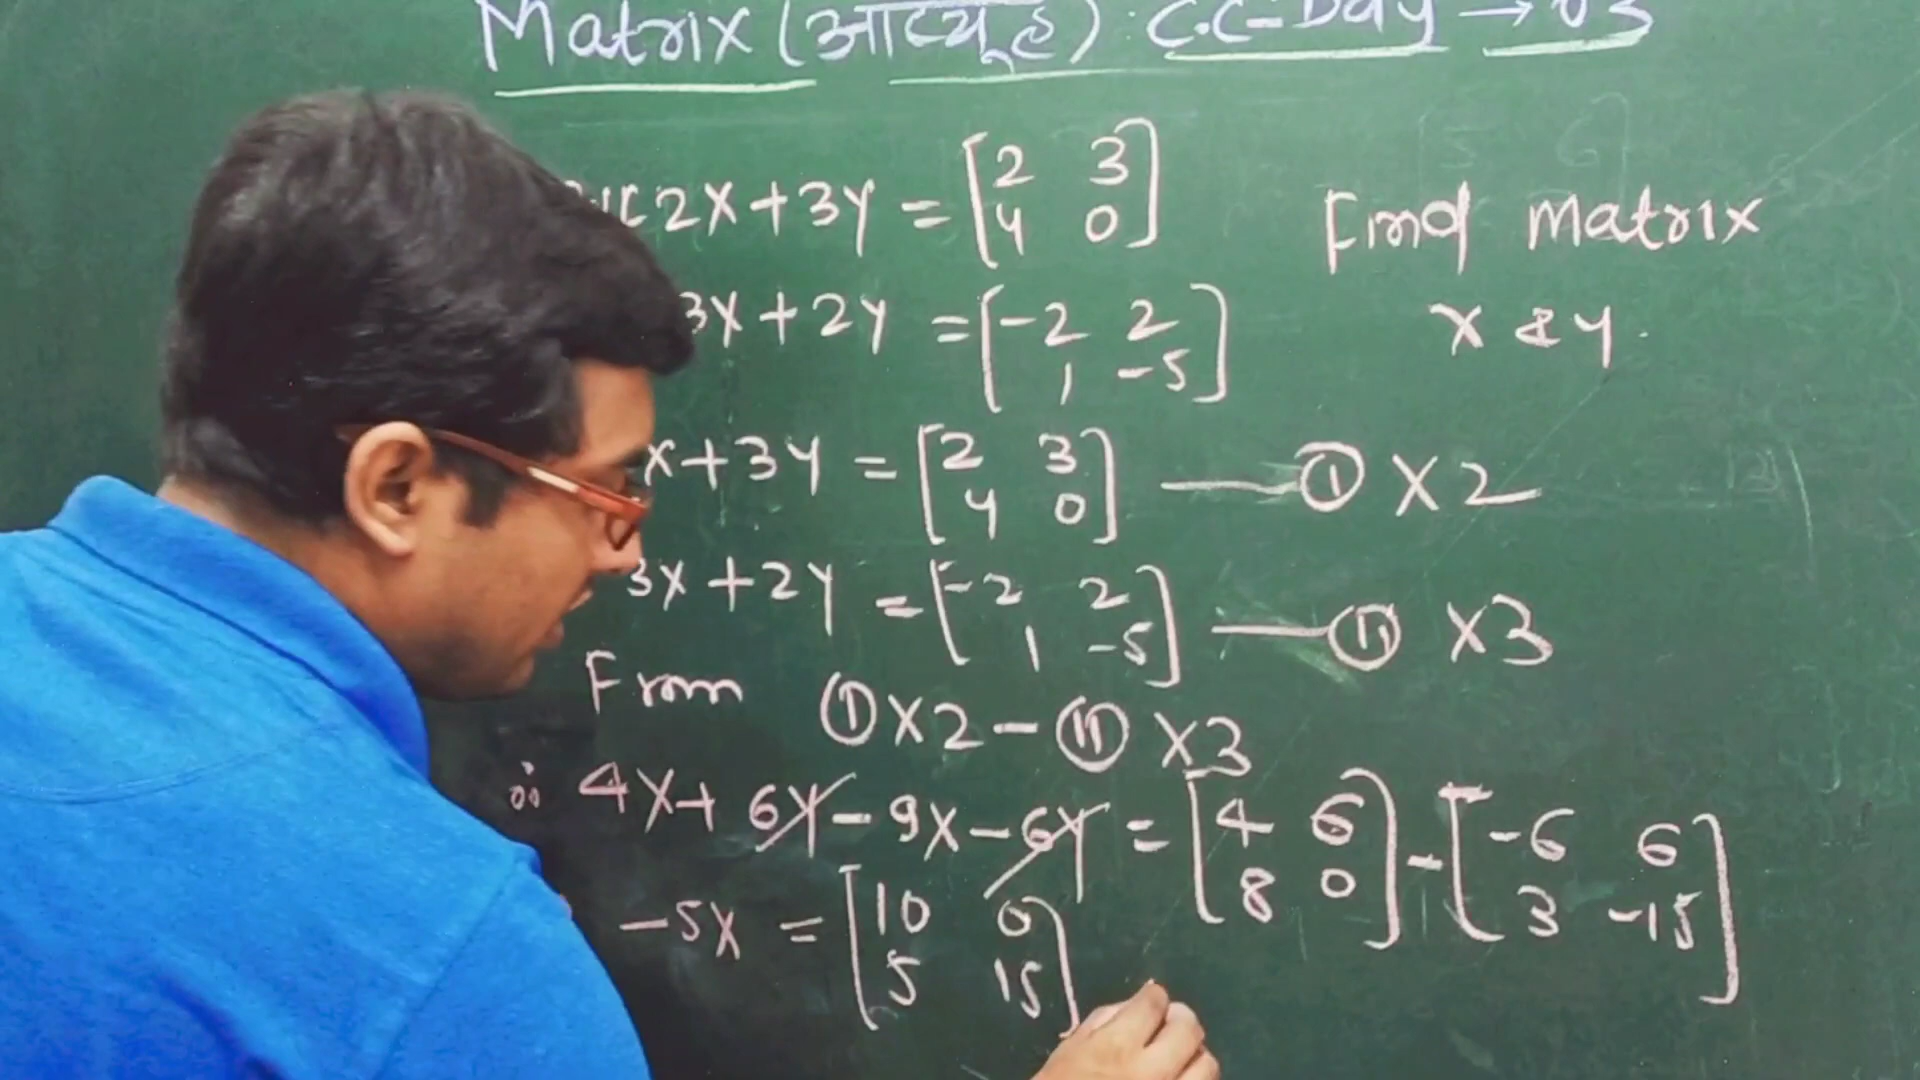 Matrix (आव्यूह) : C.C-Day → 03
2X + 3Y = [2 3
4 0] Find Matrix
3X + 2Y = [-2 2
1 -5] X & Y.
X + 3Y = [2 3
4 0] — ① × 2
3X + 2Y = [-2 2
1 -5] — ⑪ × 3
From ① × 2 - ⑪ × 3
∴ 4X + 6Y - 9X - 6Y = [4 6
8 0] - [-6 6
3 -15]
-5X = [10 0
5 15]